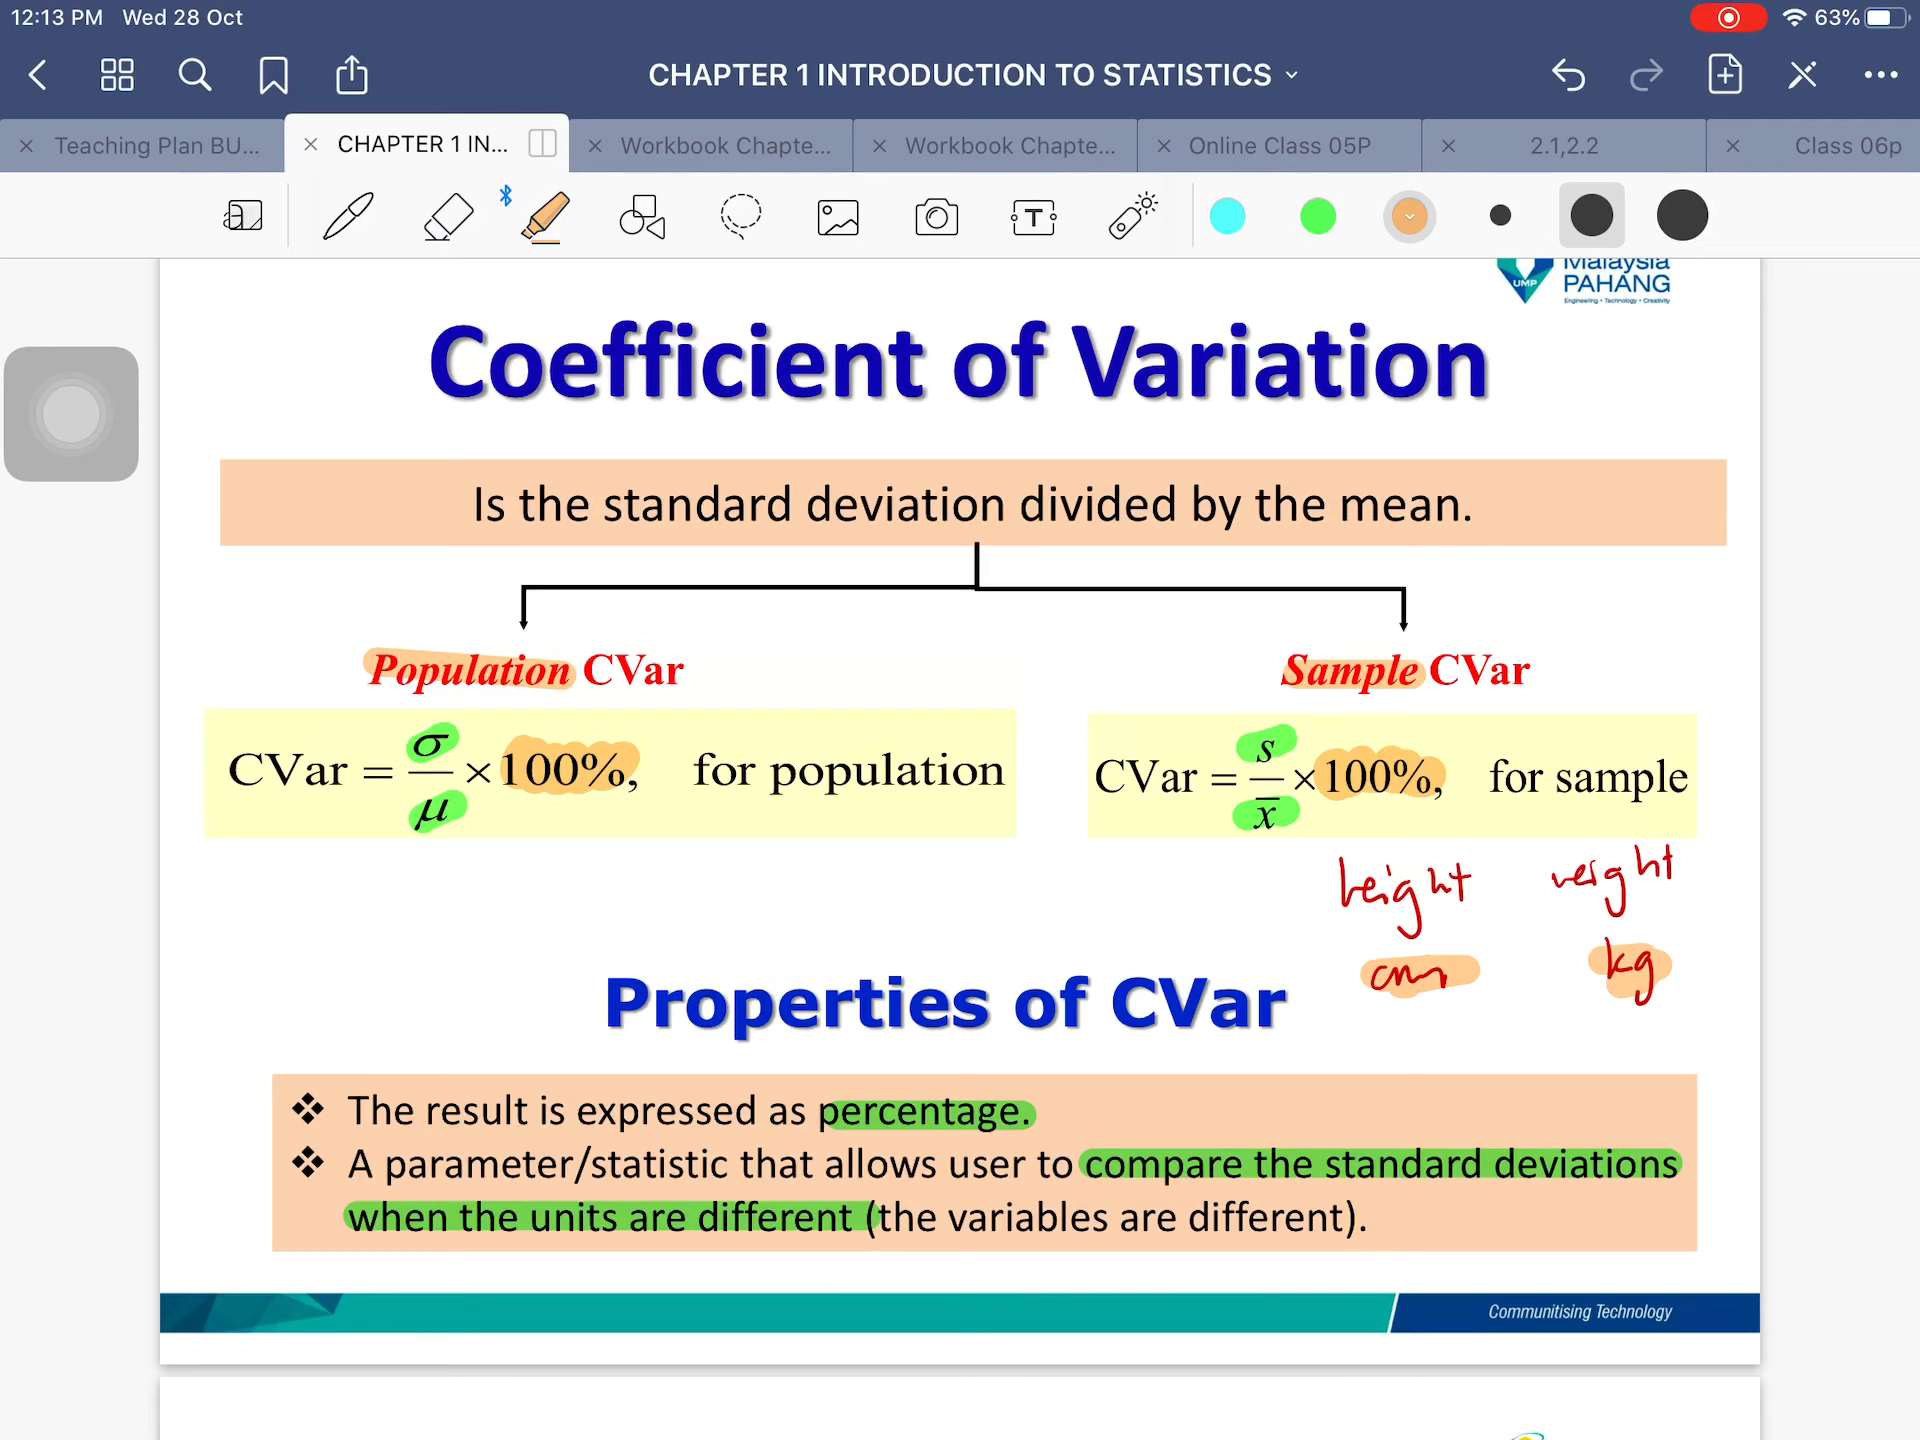 12:13 PM Wed 28 Oct
63%
CHAPTER 1 INTRODUCTION TO STATISTICS
Teaching Plan BU...
CHAPTER 1 IN...
Workbook Chapte...
Workbook Chapte...
Online Class 05P
2.1,2.2
Class 06p
Malaysia
PAHANG
UMP
Engineering • Technology • Creativity
Coefficient of Variation
Is the standard deviation divided by the mean.
Population CVar
Sample CVar
CVar = σ/μ × 100%, for population
CVar = s/x̄ × 100%, for sample
height weight
cm kg
Properties of CVar
❖ The result is expressed as percentage.
❖ A parameter/statistic that allows user to compare the standard deviations
when the units are different (the variables are different).
Communitising Technology